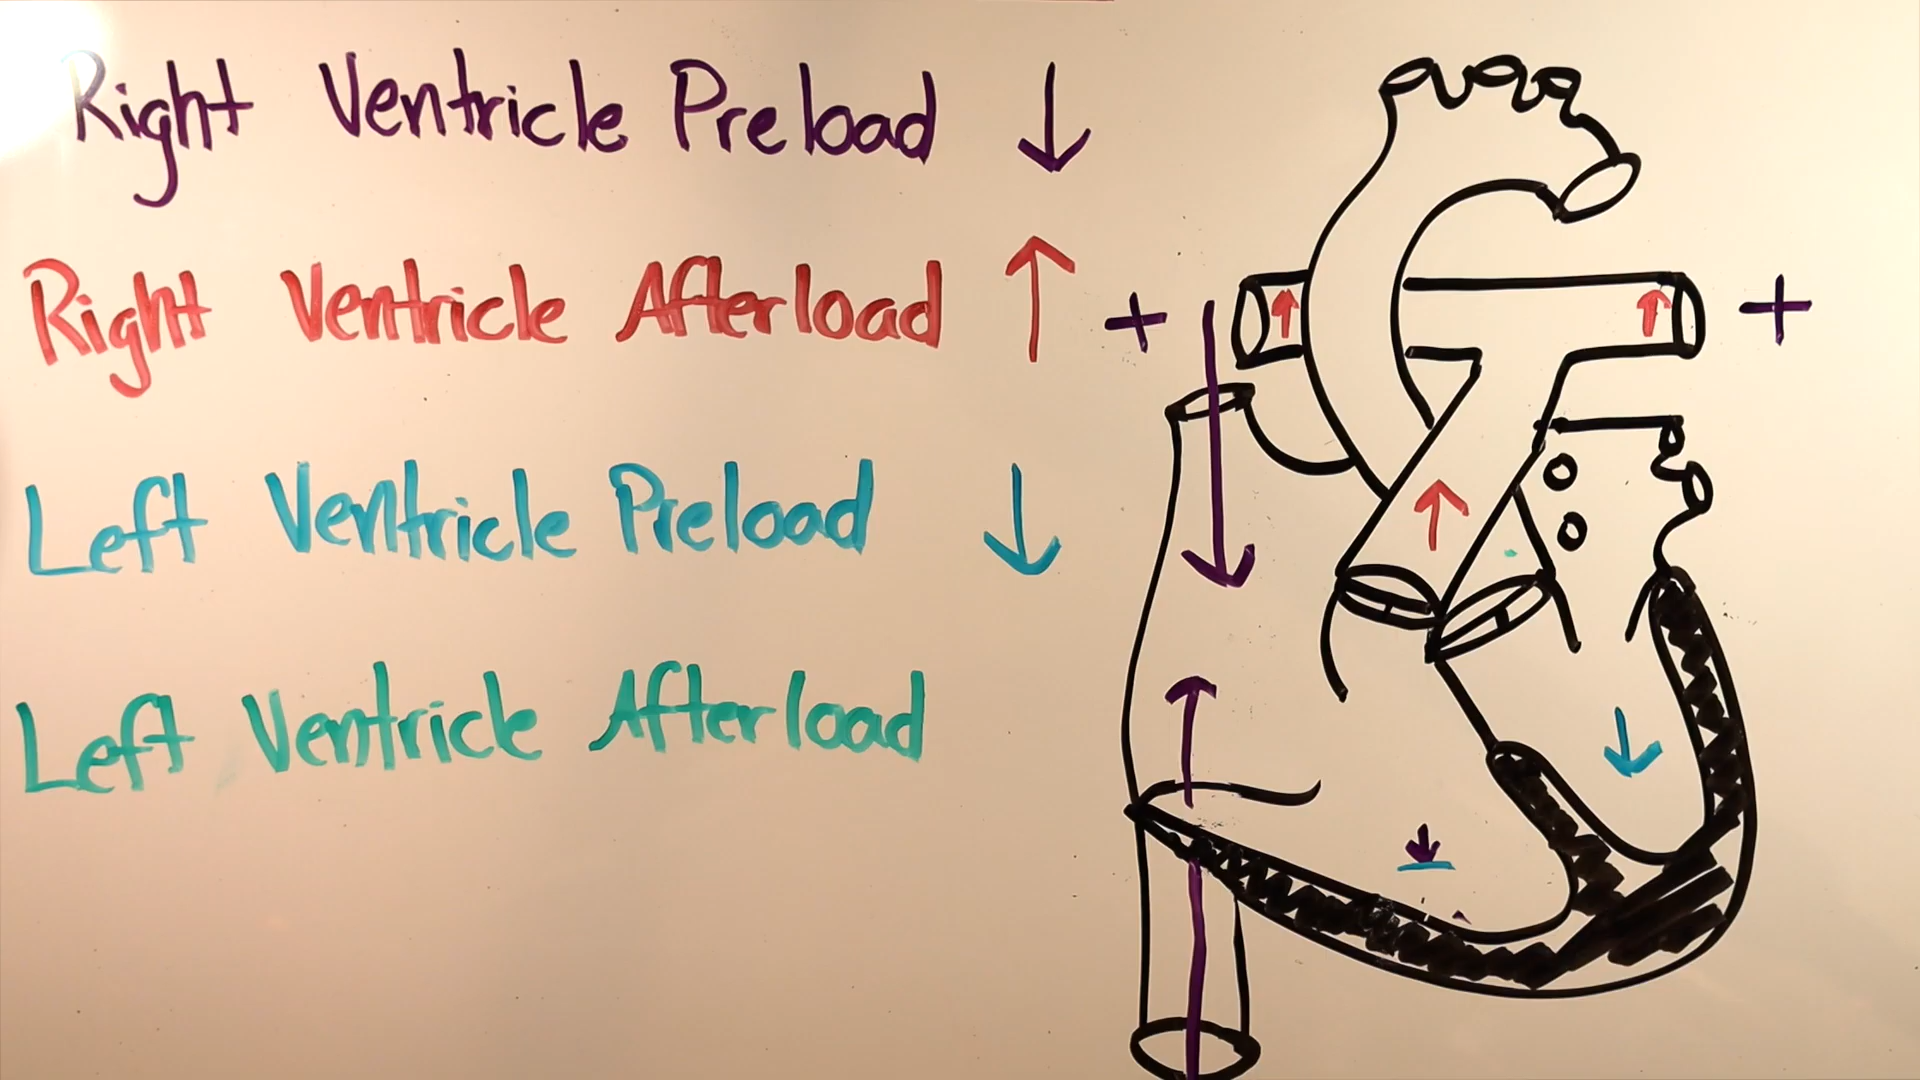 Right Ventricle Preload ↓
Right Ventricle Afterload ↑
+ +
Left Ventricle Preload ↓
Left Ventricle Afterload